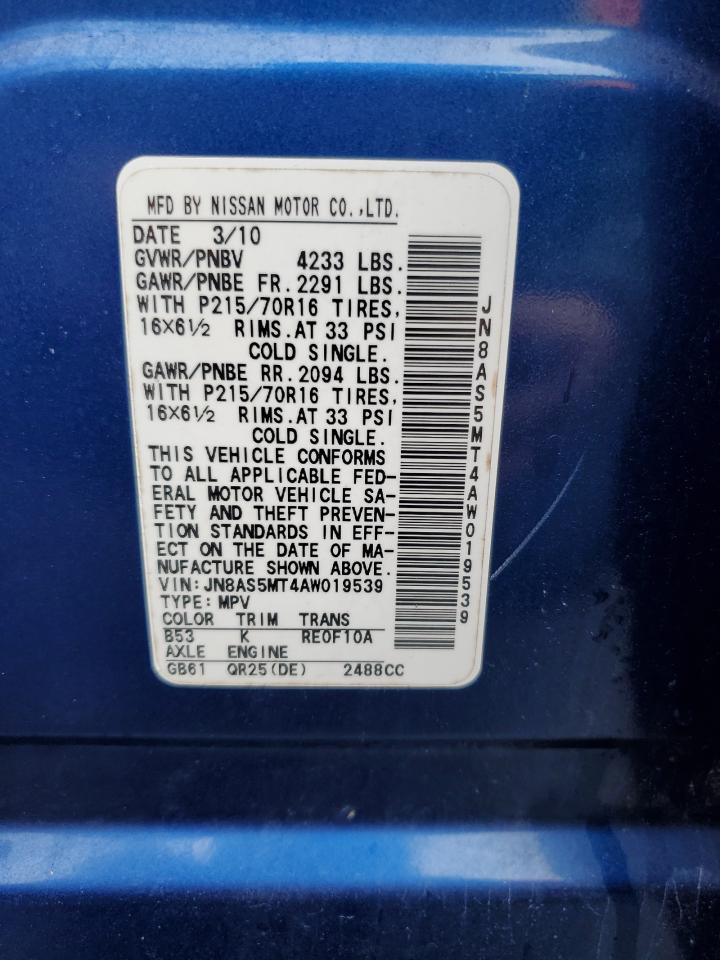 MFD BY NISSAN MOTOR CO.,LTD.
DATE 3/10
GVWR/PNBV 4233 LBS.
GAWR/PNBE FR.2291 LBS.
WITH P215/70R16 TIRES,
16×6½ RIMS.AT 33 PSI
COLD SINGLE.
GAWR/PNBE RR.2094 LBS.
WITH P215/70R16 TIRES,
16×6½ RIMS.AT 33 PSI
COLD SINGLE.
THIS VEHICLE CONFORMS
TO ALL APPLICABLE FED-
ERAL MOTOR VEHICLE SA-
FETY AND THEFT PREVEN-
TION STANDARDS IN EFF-
ECT ON THE DATE OF MA-
NUFACTURE SHOWN ABOVE.
VIN:JN8AS5MT4AW019539
TYPE:MPV
COLOR TRIM TRANS
B53 K RE0F10A
AXLE ENGINE
GB61 QR25(DE) 2488CC
JN8AS5MT4AW019539